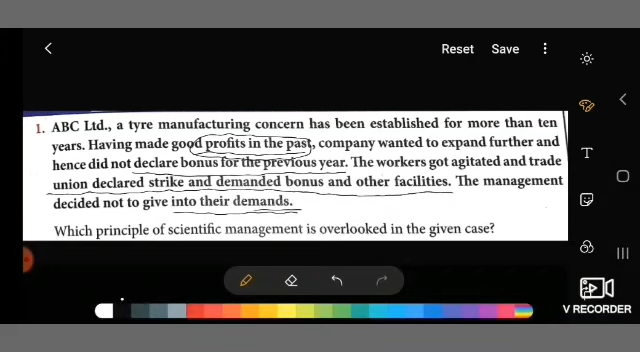 Reset Save
1. ABC Ltd., a tyre manufacturing concern has been established for more than ten
years. Having made good profits in the past, company wanted to expand further and
hence did not declare bonus for the previous year. The workers got agitated and trade
union declared strike and demanded bonus and other facilities. The management
decided not to give into their demands.
Which principle of scientific management is overlooked in the given case?
T
V RECORDER